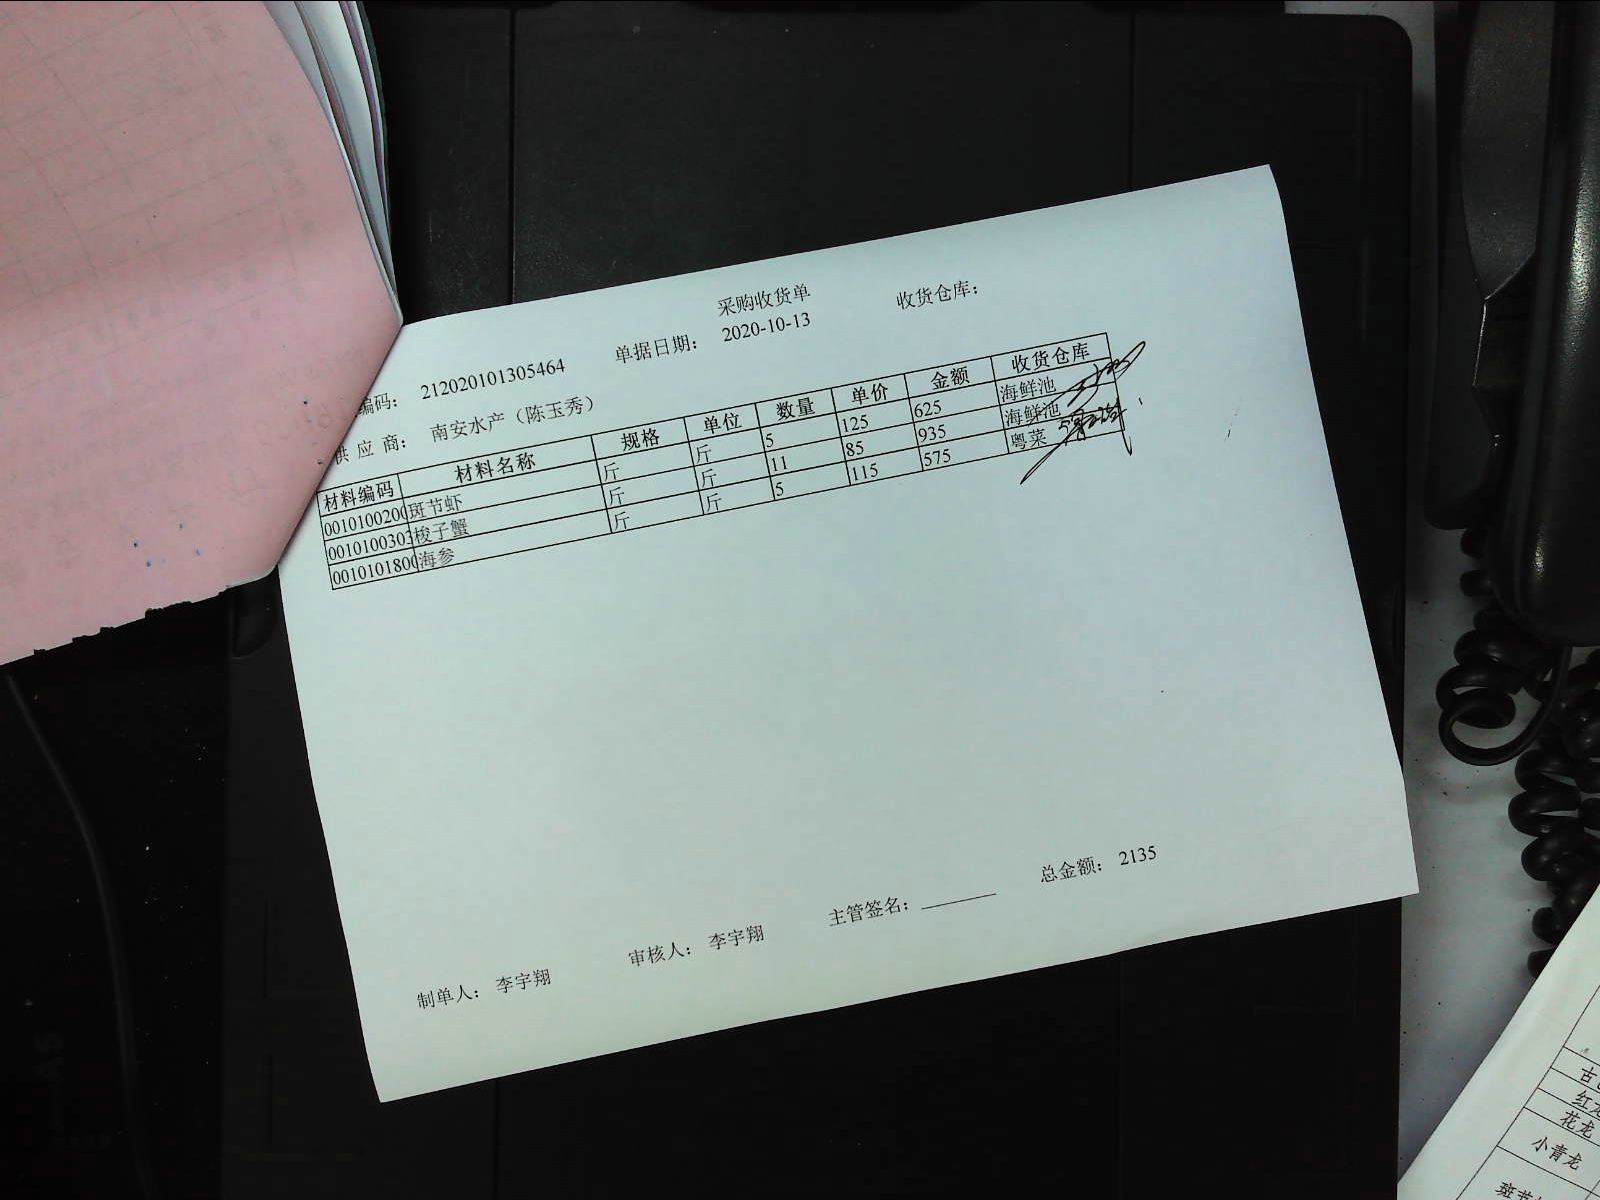 采购收货单
编码： 212020101305464 单据日期： 2020-10-13 收货仓库：
供 应 商： 南安水产（陈玉秀）
材料编码 材料名称 规格 单位 数量 单价 金额 收货仓库
0010100200 斑节虾 斤 斤 5 125 625 海鲜池
0010100303 梭子蟹 斤 斤 11 85 935 海鲜池
0010101800 海参 斤 斤 5 115 575 粤菜
总金额： 2135
制单人： 李宇翔 审核人： 李宇翔 主管签名：
花龙
小青龙